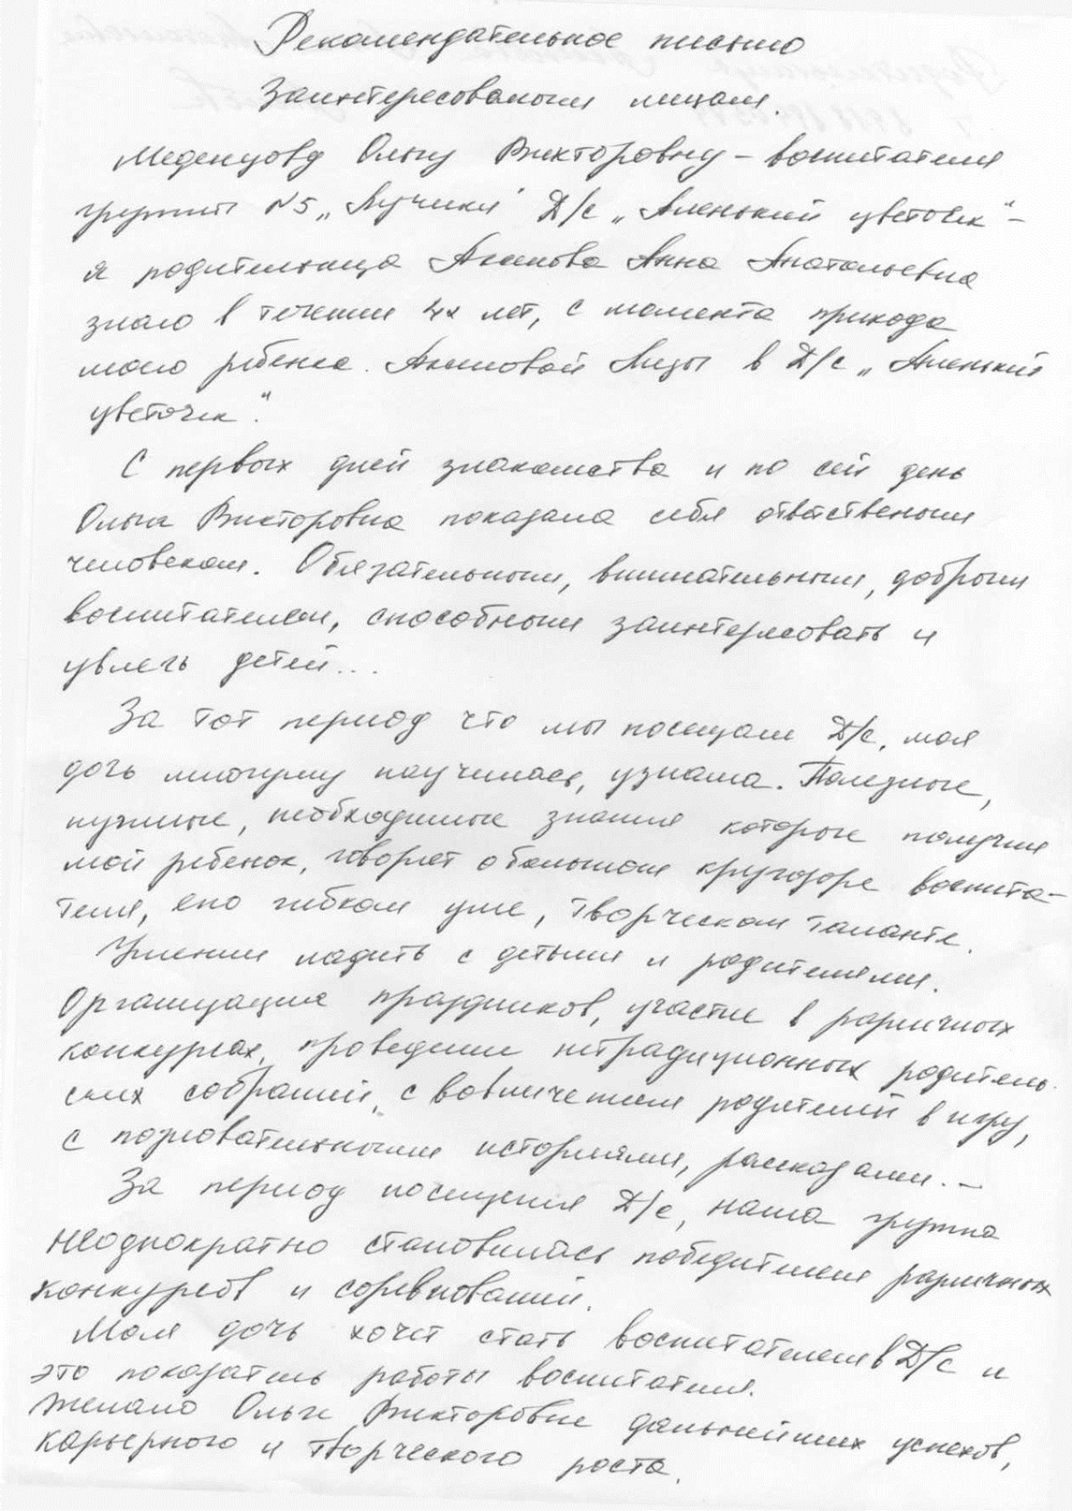 Рекомендательное письмо
Заинтересованным лицам.
Меденцову Ольгу Викторовну - воспитателя
группы №5 „Лучики" Д/с „Аленький цветочек" -
я родительница Акимова Анна Анатольевна
знаю в течении 4х лет, с момента прихода
моего ребенка Акимовой Лизы в Д/с „Аленький
цветочек".
С первых дней знакомства и по сей день
Ольга Викторовна показала себя ответственным
человеком. Обязательным, внимательным, добрым
воспитателем, способным заинтересовать и
увлечь детей...
За тот период что мы посещаем Д/с, моя
дочь многому научилась, узнала. Полезные,
нужные, необходимые знания которые получил
мой ребенок, говорят о большом кругозоре воспита-
теля, его гибком уме, творческом таланте.
Умении ладить с детьми и родителями.
Организация праздников, участие в различных
конкурсах, проведение нетрадиционных родитель-
ских собраний, с вовлечением родителей в игру,
с познавательными историями, рассказами. -
За период посещения Д/с, наша группа
неоднократно становилась победителем различных
конкурсов и соревнований.
Моя дочь хочет стать воспитателем в Д/с и
это показатель работы воспитателя.
Желаю Ольге Викторовне дальнейших успехов,
карьерного и творческого роста.